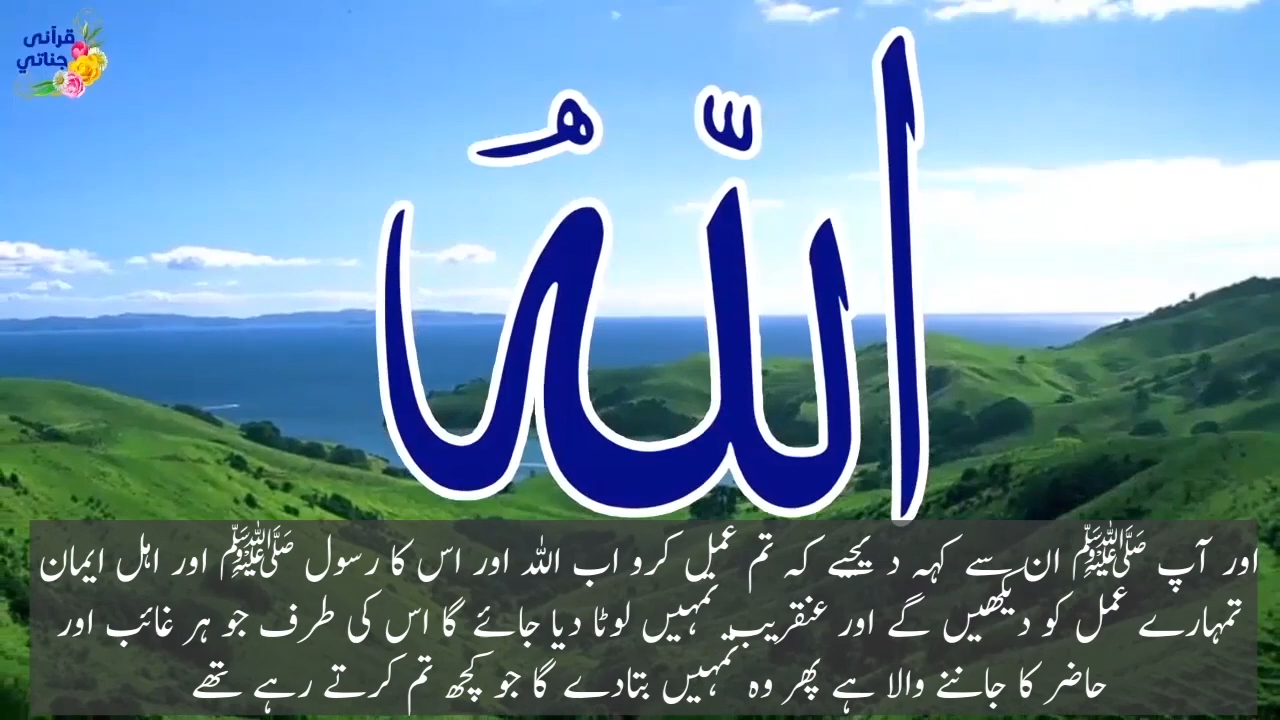 قرآنی
جناتي
اللهُ
اور آپ ﷺ ان سے کہہ دیجیے کہ تم عمل کرو اب اللہ اور اس کا رسول ﷺ اور اہل ایمان
تمہارے عمل کو دیکھیں گے اور عنقریب تمہیں لوٹا دیا جائے گا اس کی طرف جو ہر غائب اور
حاضر کا جاننے والا ہے پھر وہ تمہیں بتادے گا جو کچھ تم کرتے رہے تھے